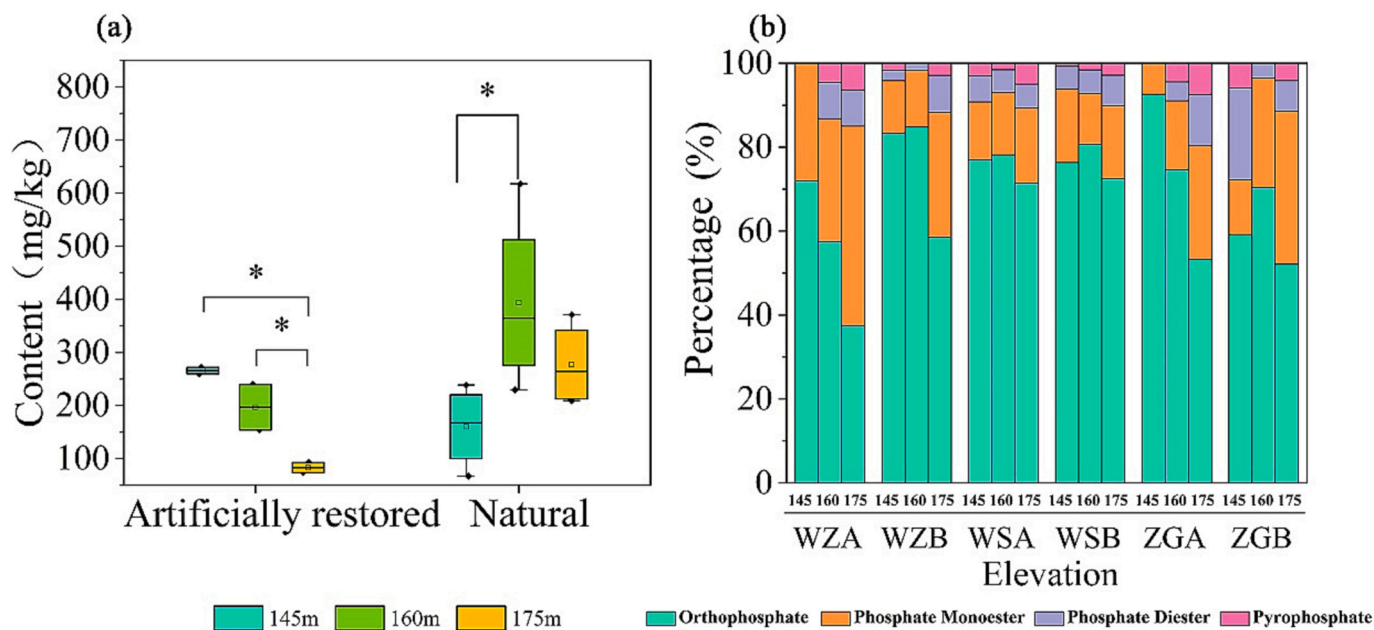 (a)
Content（mg/kg）
800
700
600
500
400
300
200
100
*
*
*
Artificially restored Natural
145m 160m 175m
(b)
Percentage (%)
100
80
60
40
20
0
145 160 175 145 160 175 145 160 175 145 160 175 145 160 175 145 160 175
WZA WZB WSA WSB ZGA ZGB
Elevation
Orthophosphate Phosphate Monoester Phosphate Diester Pyrophosphate